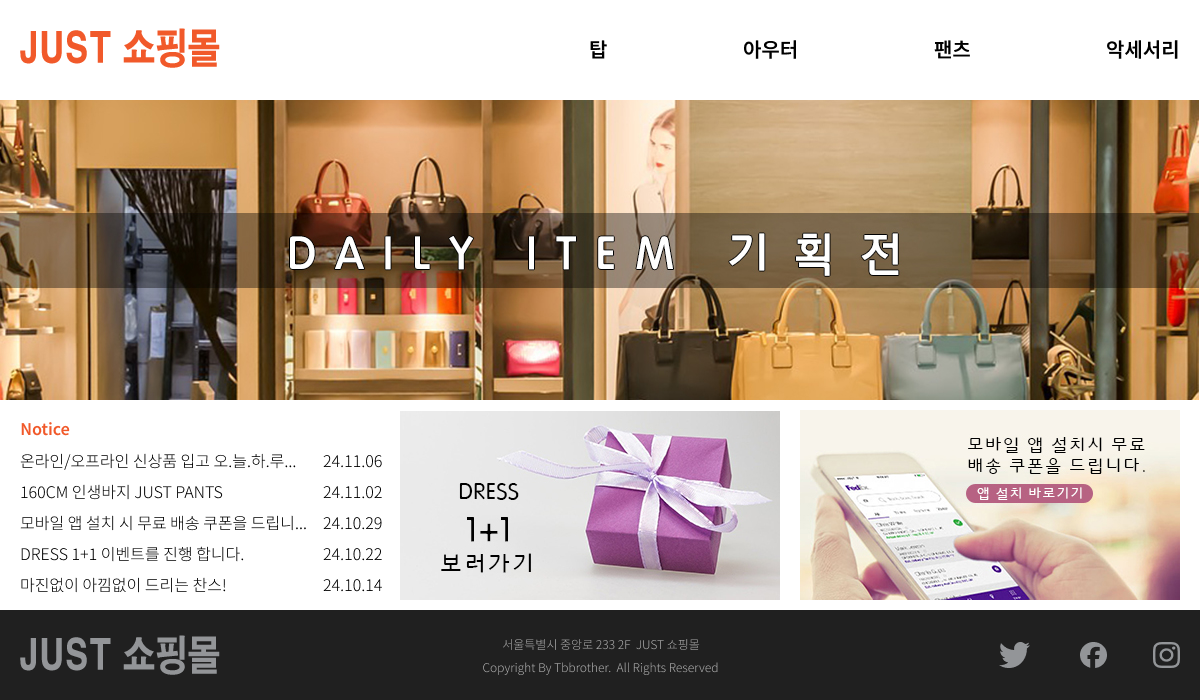 JUST 쇼핑몰
탑
아우터
팬츠
악세서리
DAILY ITEM 기획전
Notice
온라인/오프라인 신상품 입고 오.늘.하.루... 24.11.06
160CM 인생바지 JUST PANTS 24.11.02
모바일 앱 설치 시 무료 배송 쿠폰을 드립니... 24.10.29
DRESS 1+1 이벤트를 진행 합니다. 24.10.22
마진없이 아낌없이 드리는 찬스! 24.10.14
DRESS
1+1
보러가기
모바일 앱 설치시 무료
배송 쿠폰을 드립니다.
앱 설치 바로기기
FedEx
JUST 쇼핑몰
서울특별시 중앙로 233 2F JUST 쇼핑몰
Copyright By Tbbrother. All Rights Reserved